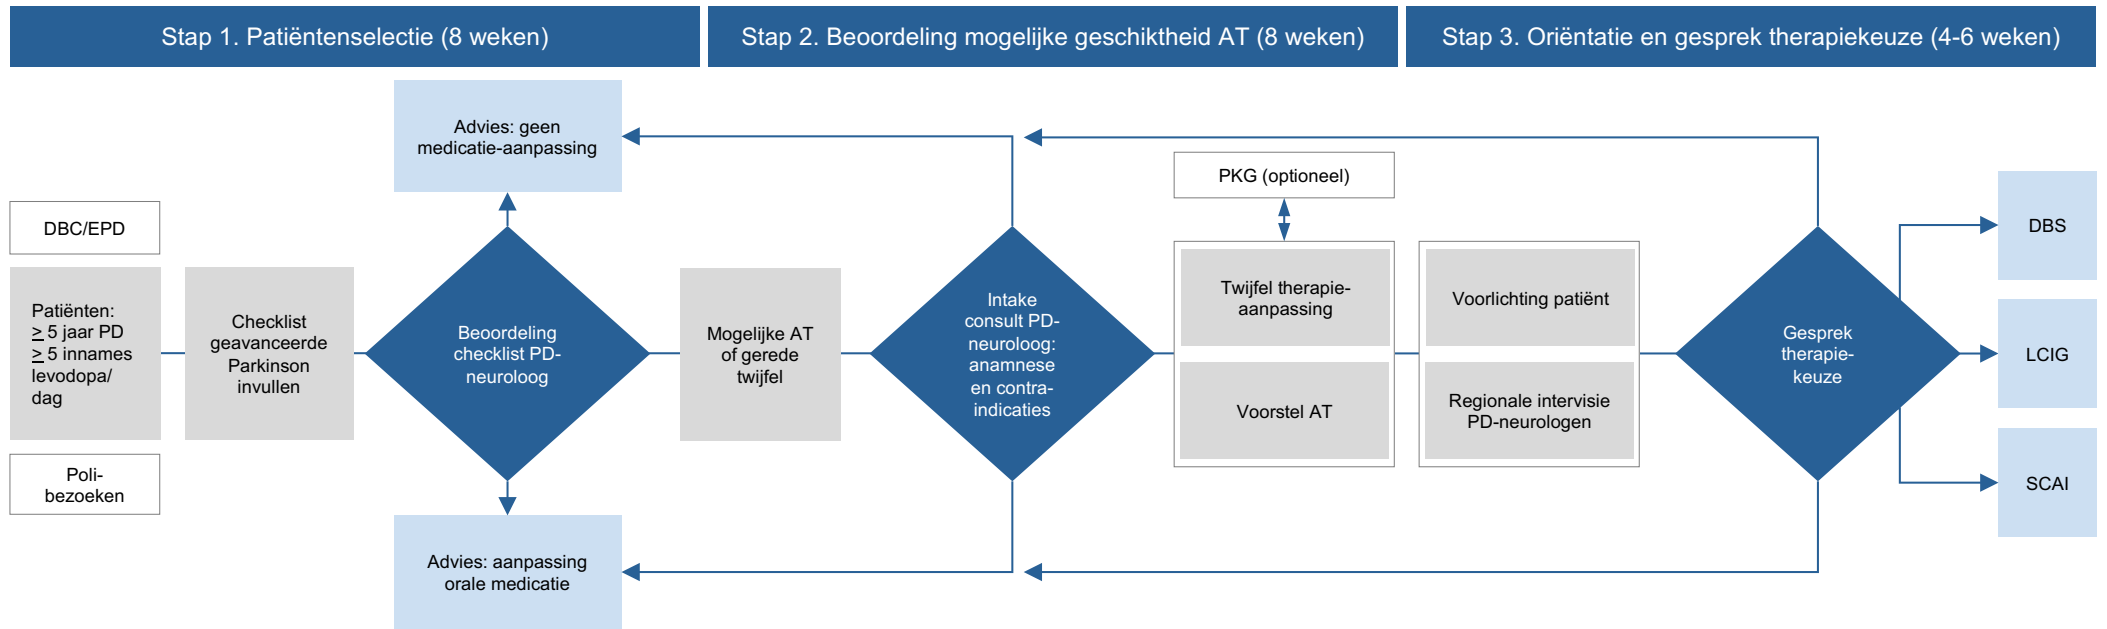 Stap 1. Patiëntenselectie (8 weken)
Stap 2. Beoordeling mogelijke geschiktheid AT (8 weken)
Stap 3. Oriëntatie en gesprek therapiekeuze (4-6 weken)
DBC/EPD
Patiënten:
≥ 5 jaar PD
≥ 5 innames
levodopa/
dag
Poli-
bezoeken
Checklist
geavanceerde
Parkinson
invullen
Advies: geen
medicatie-aanpassing
Beoordeling
checklist PD-
neuroloog
Advies: aanpassing
orale medicatie
Mogelijke AT
of gerede
twijfel
Intake
consult PD-
neuroloog:
anamnese
en contra-
indicaties
PKG (optioneel)
Twijfel therapie-
aanpassing
Voorstel AT
Voorlichting patiënt
Regionale intervisie
PD-neurologen
Gesprek
therapie-
keuze
DBS
LCIG
SCAI